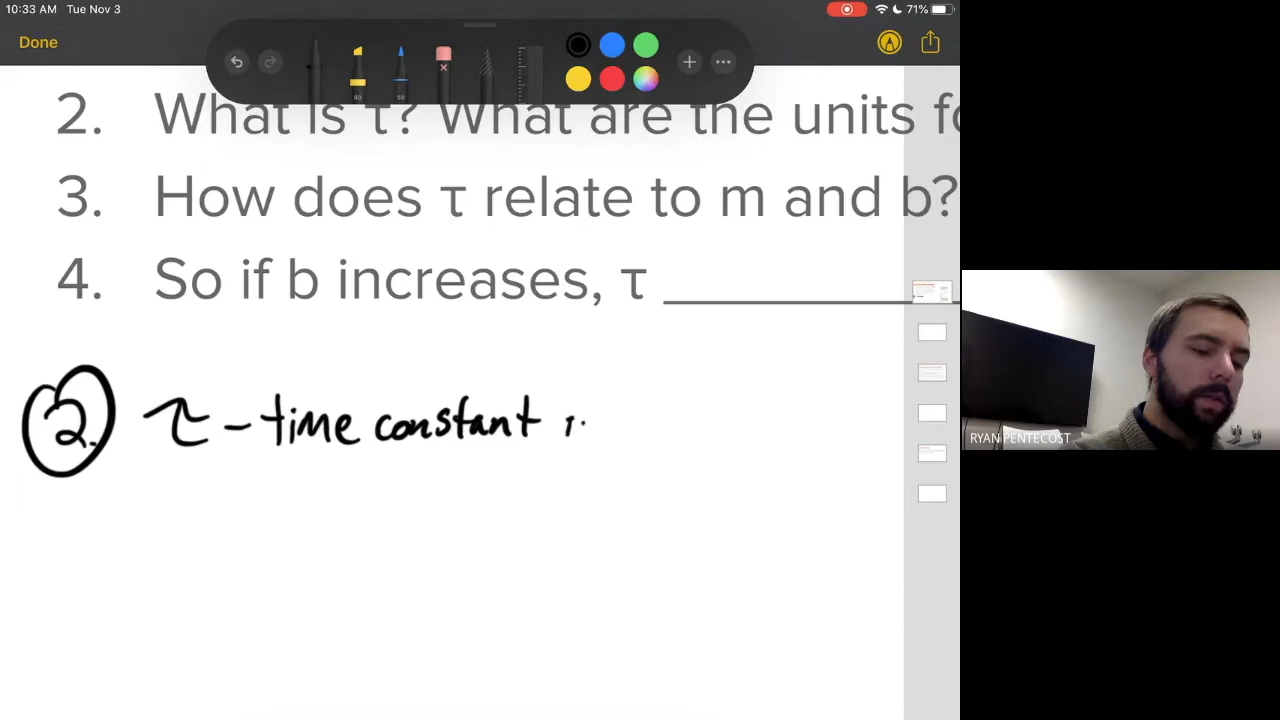 10:33 AM Tue Nov 3
71%
Done
2. What is τ? What are the units fo
3. How does τ relate to m and b?
4. So if b increases, τ ___________
2. τ - time constant
RYAN PENTECOST